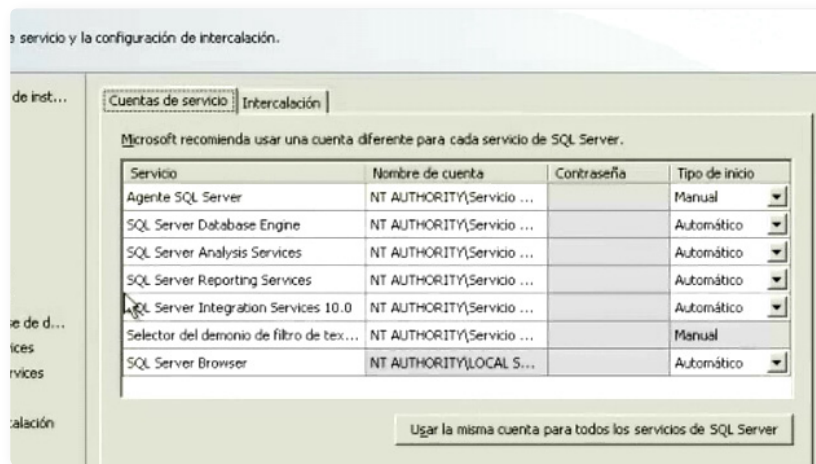 servicio y la configuración de intercalación.
de inst...
Cuentas de servicio Intercalación
Microsoft recomienda usar una cuenta diferente para cada servicio de SQL Server.
Servicio Nombre de cuenta Contraseña Tipo de inicio
Agente SQL Server NT AUTHORITY\Servicio ... Manual
SQL Server Database Engine NT AUTHORITY\Servicio ... Automático
SQL Server Analysis Services NT AUTHORITY\Servicio ... Automático
SQL Server Reporting Services NT AUTHORITY\Servicio ... Automático
SQL Server Integration Services 10.0 NT AUTHORITY\Servicio ... Automático
se de d...
Selector del demonio de filtro de tex... NT AUTHORITY\Servicio ... Manual
ices
SQL Server Browser NT AUTHORITY\LOCAL S... Automático
rvices
calación
Usar la misma cuenta para todos los servicios de SQL Server